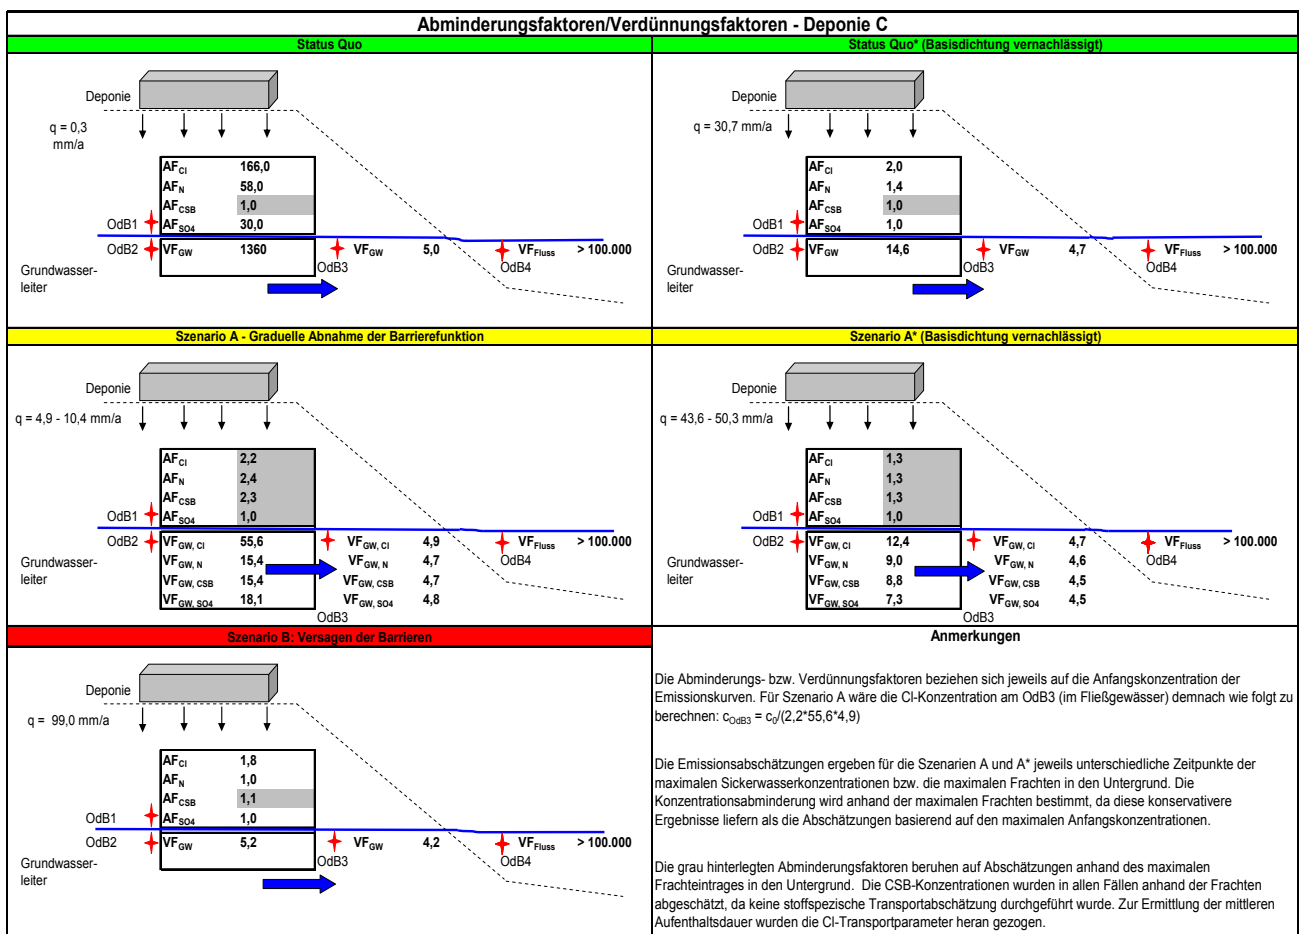 Abminderungsfaktoren/Verdünnungsfaktoren - Deponie C
Status Quo
Deponie
q = 0,3
mm/a
AFCl 166,0
AFN 58,0
AFCSB 1,0
OdB1 AFSO4 30,0
OdB2 VFGW 1360 VFGW 5,0 VFFluss > 100.000
OdB3 OdB4
Grundwasser-
leiter
Status Quo* (Basisdichtung vernachlässigt)
Deponie
q = 30,7 mm/a
AFCl 2,0
AFN 1,4
AFCSB 1,0
OdB1 AFSO4 1,0
OdB2 VFGW 14,6 VFGW 4,7 VFFluss > 100.000
OdB3 OdB4
Grundwasser-
leiter
Szenario A - Graduelle Abnahme der Barrierefunktion
Deponie
q = 4,9 - 10,4 mm/a
AFCl 2,2
AFN 2,4
AFCSB 2,3
OdB1 AFSO4 1,0
OdB2 VFGW, Cl 55,6 VFGW, Cl 4,9 VFFluss > 100.000
Grundwasser- VFGW, N 15,4 VFGW, N 4,7 OdB4
leiter VFGW, CSB 15,4 VFGW, CSB 4,7
VFGW, SO4 18,1 VFGW, SO4 4,8
OdB3
Szenario A* (Basisdichtung vernachlässigt)
Deponie
q = 43,6 - 50,3 mm/a
AFCl 1,3
AFN 1,3
AFCSB 1,3
OdB1 AFSO4 1,0
OdB2 VFGW, Cl 12,4 VFGW, Cl 4,7 VFFluss > 100.000
Grundwasser- VFGW, N 9,0 VFGW, N 4,6 OdB4
leiter VFGW, CSB 8,8 VFGW, CSB 4,5
VFGW, SO4 7,3 VFGW, SO4 4,5
OdB3
Szenario B: Versagen der Barrieren
Deponie
q = 99,0 mm/a
AFCl 1,8
AFN 1,0
AFCSB 1,1
OdB1 AFSO4 1,0
OdB2 VFGW 5,2 VFGW 4,2 VFFluss > 100.000
OdB3 OdB4
Grundwasser-
leiter
Anmerkungen
Die Abminderungs- bzw. Verdünnungsfaktoren beziehen sich jeweils auf die Anfangskonzentration der
Emissionskurven. Für Szenario A wäre die Cl-Konzentration am OdB3 (im Fließgewässer) demnach wie folgt zu
berechnen: cOdB3 = c0/(2,2*55,6*4,9)
Die Emissionsabschätzungen ergeben für die Szenarien A und A* jeweils unterschiedliche Zeitpunkte der
maximalen Sickerwasserkonzentrationen bzw. die maximalen Frachten in den Untergrund. Die
Konzentrationsabminderung wird anhand der maximalen Frachten bestimmt, da diese konservativere
Ergebnisse liefern als die Abschätzungen basierend auf den maximalen Anfangskonzentrationen.
Die grau hinterlegten Abminderungsfaktoren beruhen auf Abschätzungen anhand des maximalen
Frachteintrages in den Untergrund. Die CSB-Konzentrationen wurden in allen Fällen anhand der Frachten
abgeschätzt, da keine stoffspezische Transportabschätzung durchgeführt wurde. Zur Ermittlung der mittleren
Aufenthaltsdauer wurden die Cl-Transportparameter heran gezogen.